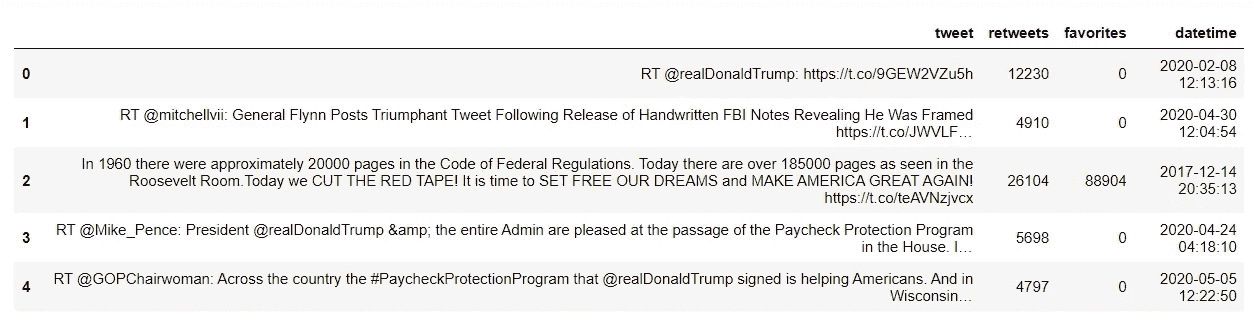 tweet retweets favorites datetime
0 RT @realDonaldTrump: https://t.co/9GEW2VZu5h 12230 0 2020-02-08
12:13:16
1 RT @mitchellvii: General Flynn Posts Triumphant Tweet Following Release of Handwritten FBI Notes Revealing He Was Framed
https://t.co/JWVLF… 4910 0 2020-04-30
12:04:54
2 In 1960 there were approximately 20000 pages in the Code of Federal Regulations. Today there are over 185000 pages as seen in the
Roosevelt Room.Today we CUT THE RED TAPE! It is time to SET FREE OUR DREAMS and MAKE AMERICA GREAT AGAIN!
https://t.co/teAVNzjvcx 26104 88904 2017-12-14
20:35:13
3 RT @Mike_Pence: President @realDonaldTrump &amp; the entire Admin are pleased at the passage of the Paycheck Protection Program
in the House. I… 5698 0 2020-04-24
04:18:10
4 RT @GOPChairwoman: Across the country the #PaycheckProtectionProgram that @realDonaldTrump signed is helping Americans. And in
Wisconsin… 4797 0 2020-05-05
12:22:50